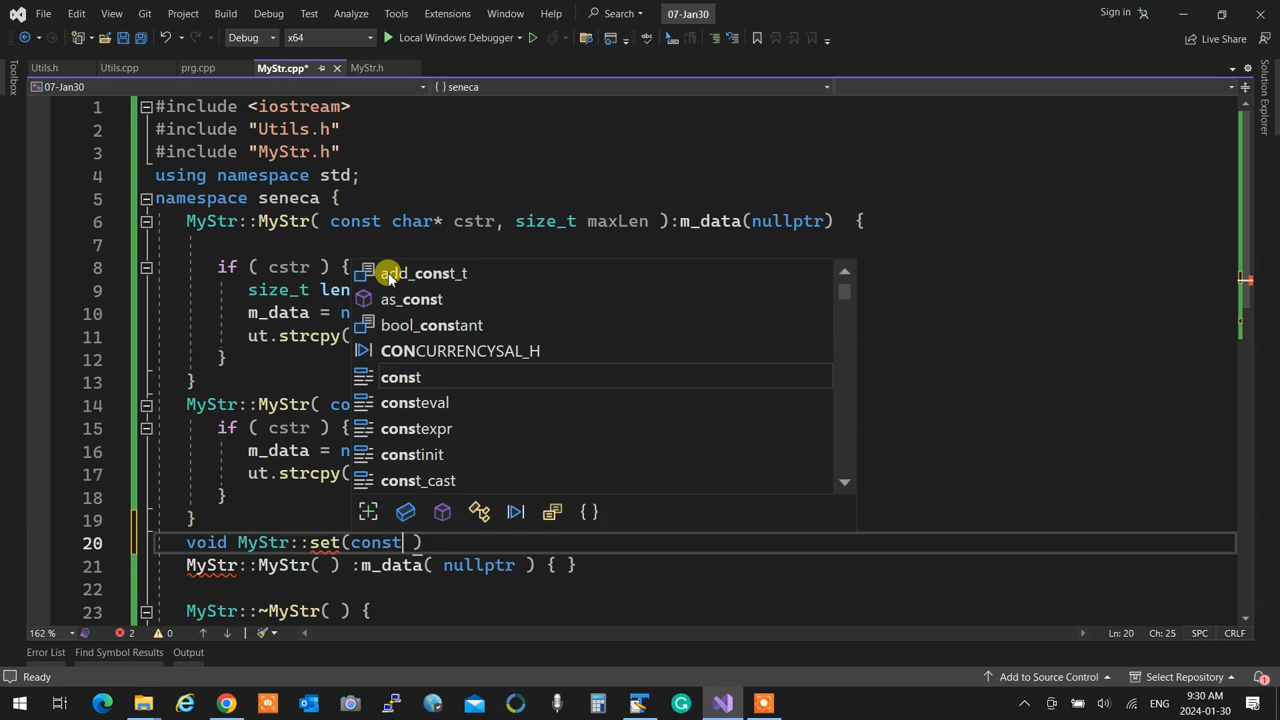 File Edit View Git Project Build Debug Test Analyze Tools Extensions Window Help Search 07-Jan30 Sign in
Debug x64 Local Windows Debugger Live Share
Utils.h Utils.cpp prg.cpp MyStr.cpp* MyStr.h
07-Jan30 seneca
Toolbox
Solution Explorer
1 #include <iostream>
2 #include "Utils.h"
3 #include "MyStr.h"
4 using namespace std;
5 namespace seneca {
6 MyStr::MyStr( const char* cstr, size_t maxLen ):m_data(nullptr) {
7
8 if ( cstr ) {
9 size_t len
10 m_data = n
11 ut.strcpy(
12 }
13 }
14 MyStr::MyStr( co
15 if ( cstr ) {
16 m_data = n
17 ut.strcpy(
18 }
19 }
20 void MyStr::set(const )
21 MyStr::MyStr( ) :m_data( nullptr ) { }
22
23 MyStr::~MyStr( ) {
add_const_t
as_const
bool_constant
CONCURRENCYSAL_H
const
consteval
constexpr
constinit
const_cast
162 % 2 0 Ln: 20 Ch: 25 SPC CRLF
Error List Find Symbol Results Output
Ready Add to Source Control Select Repository 1
ENG 9:30 AM
2024-01-30